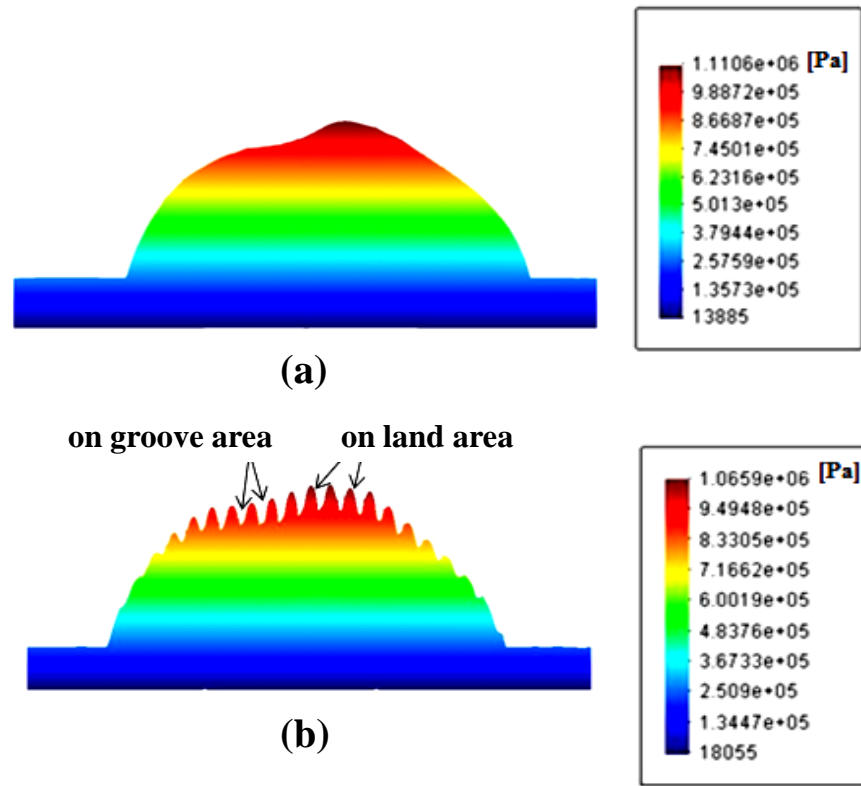 1.1106e+06 [Pa]
9.8872e+05
8.6687e+05
7.4501e+05
6.2316e+05
5.013e+05
3.7944e+05
2.5759e+05
1.3573e+05
13885
(a)
on groove area on land area
1.0659e+06 [Pa]
9.4948e+05
8.3305e+05
7.1662e+05
6.0019e+05
4.8376e+05
3.6733e+05
2.509e+05
1.3447e+05
18055
(b)